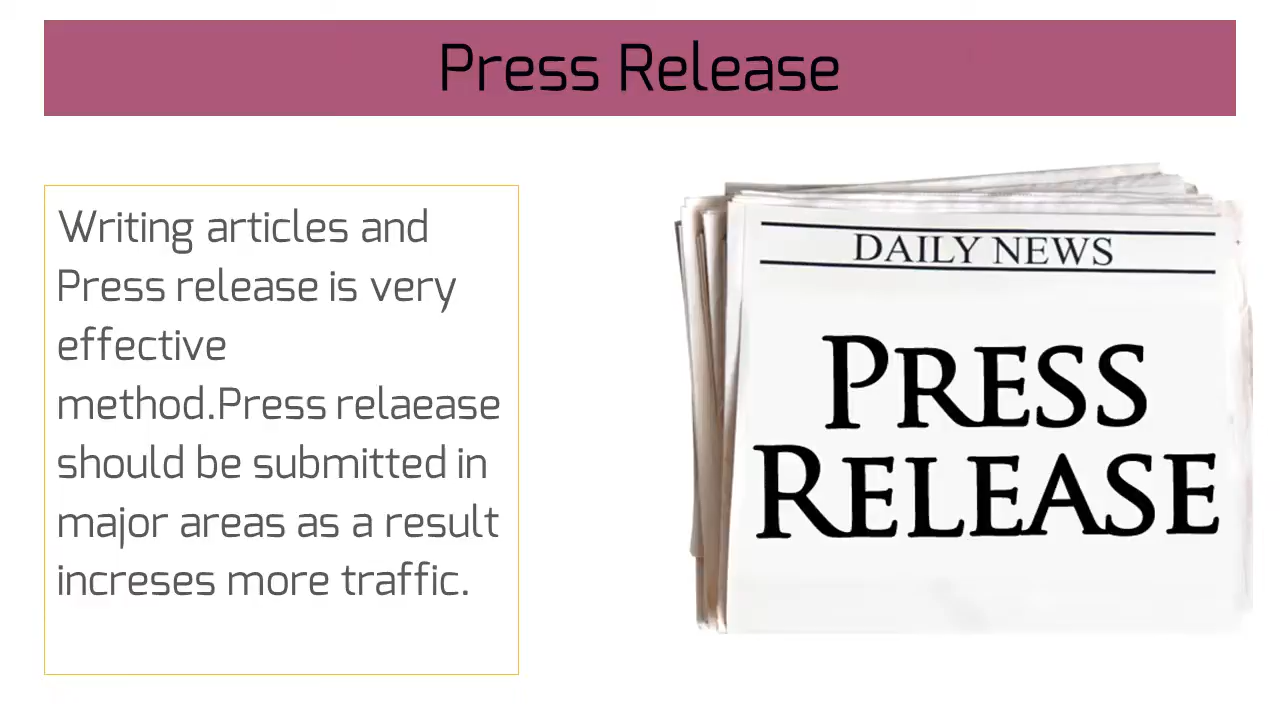 Press Release
Writing articles and
Press release is very
effective
method.Press relaease
should be submitted in
major areas as a result
increses more traffic.
DAILY NEWS
PRESS
RELEASE